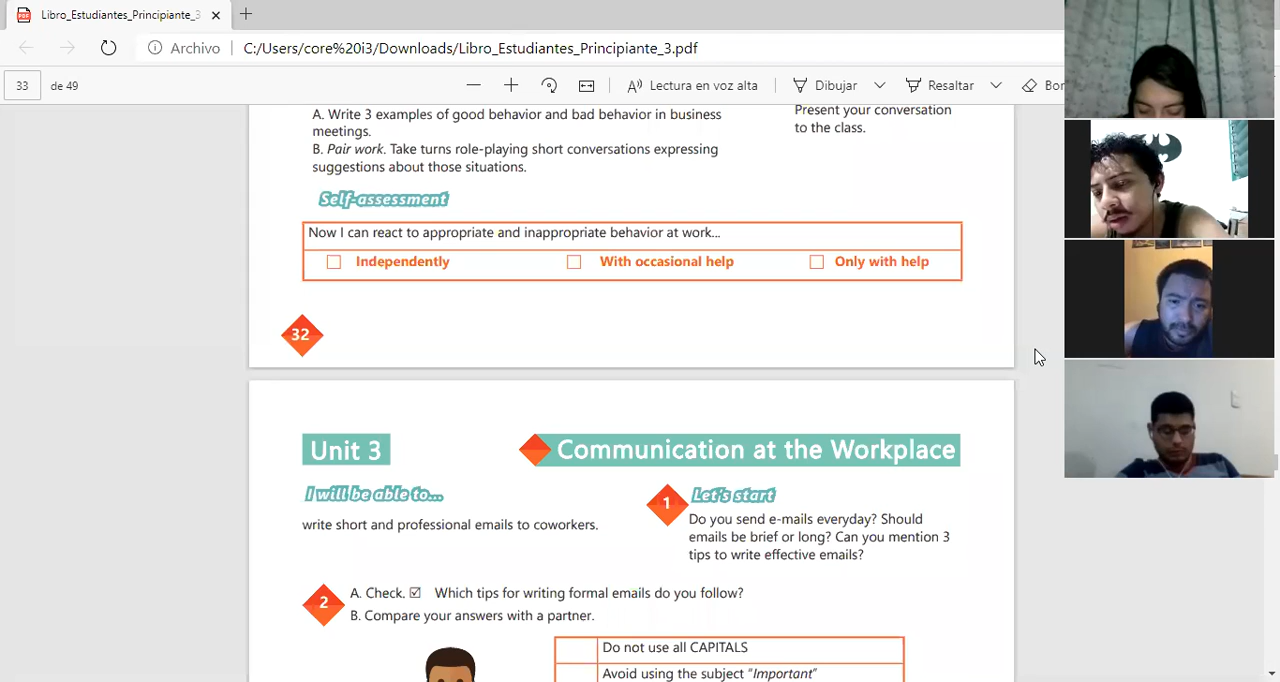 Libro_Estudiantes_Principiante_3
Archivo
C:/Users/core%20i3/Downloads/Libro_Estudiantes_Principiante_3.pdf
33
de 49
Lectura en voz alta
Dibujar
Resaltar
A. Write 3 examples of good behavior and bad behavior in business
meetings.
B. Pair work. Take turns role-playing short conversations expressing
suggestions about those situations.
Present your conversation
to the class.
Self-assessment
Now I can react to appropriate and inappropriate behavior at work...
Independently
With occasional help
Only with help
32
Unit 3
Communication at the Workplace
I will be able to...
write short and professional emails to coworkers.
1
Let's start
Do you send e-mails everyday? Should
emails be brief or long? Can you mention 3
tips to write effective emails?
2
A. Check. ☑ Which tips for writing formal emails do you follow?
B. Compare your answers with a partner.
Do not use all CAPITALS
Avoid using the subject "Important"